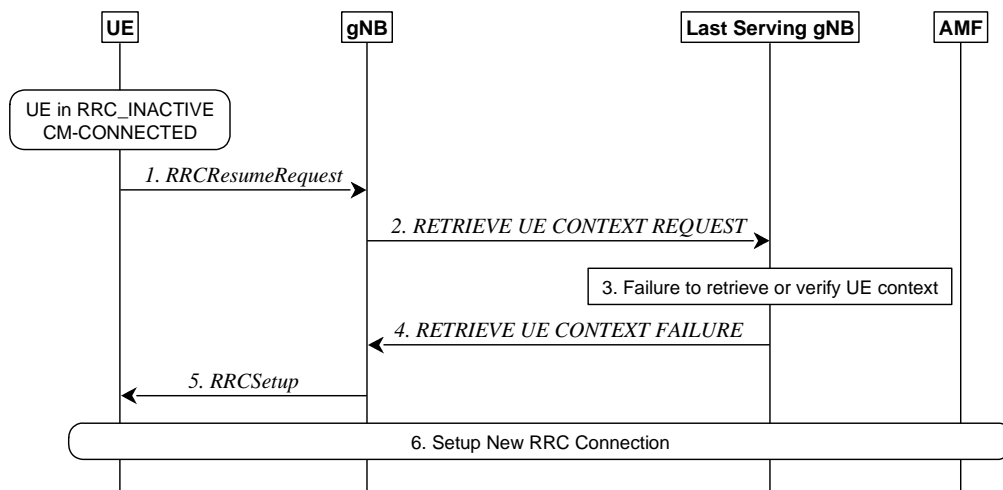 UE
gNB
Last Serving gNB
AMF
UE in RRC_INACTIVE
CM-CONNECTED
1. RRCResumeRequest
2. RETRIEVE UE CONTEXT REQUEST
3. Failure to retrieve or verify UE context
4. RETRIEVE UE CONTEXT FAILURE
5. RRCSetup
6. Setup New RRC Connection